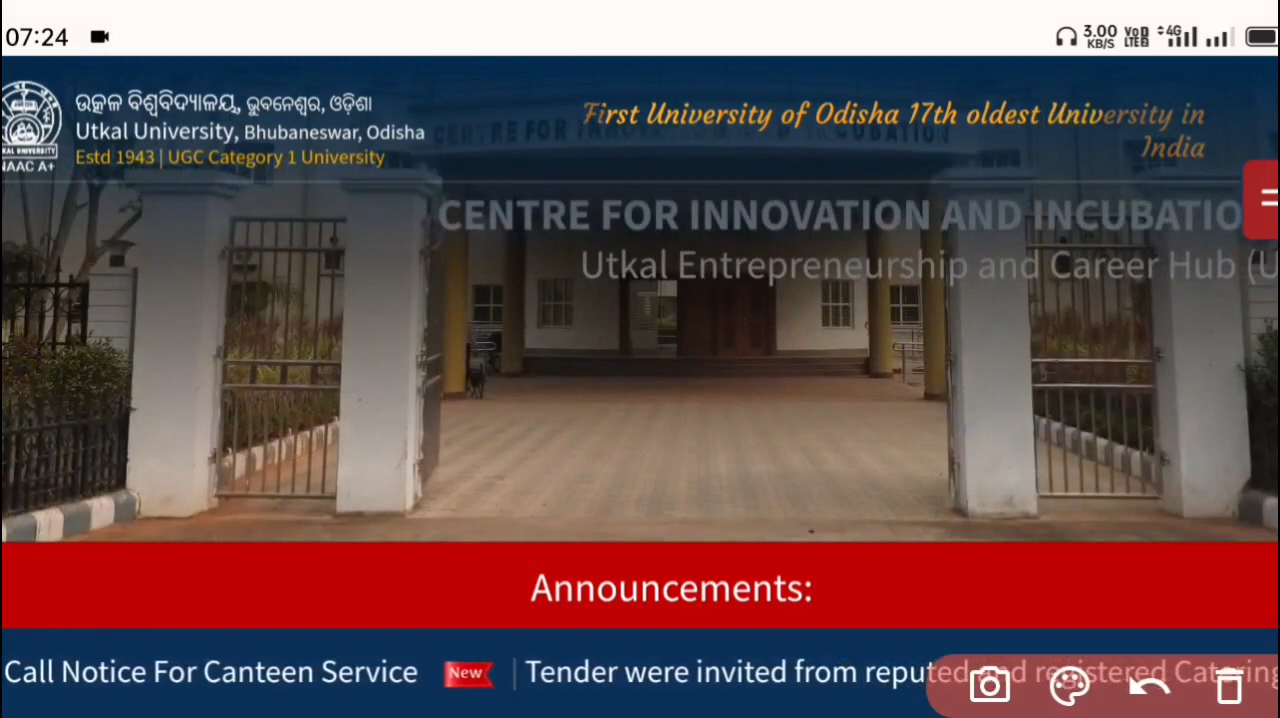 07:24
3.00
KB/S
VoD
LTE2
4G
ଉତ୍କଳ ବିଶ୍ୱବିଦ୍ୟାଳୟ, ଭୁବନେଶ୍ୱର, ଓଡ଼ିଶା
Utkal University, Bhubaneswar, Odisha
Estd 1943 | UGC Category 1 University
NAAC A+
First University of Odisha 17th oldest University in
India
CENTRE FOR INNOVATION AND INCUBATIO
Utkal Entrepreneurship and Career Hub (U
Announcements:
Call Notice For Canteen Service New | Tender were invited from reputed and registered Catering